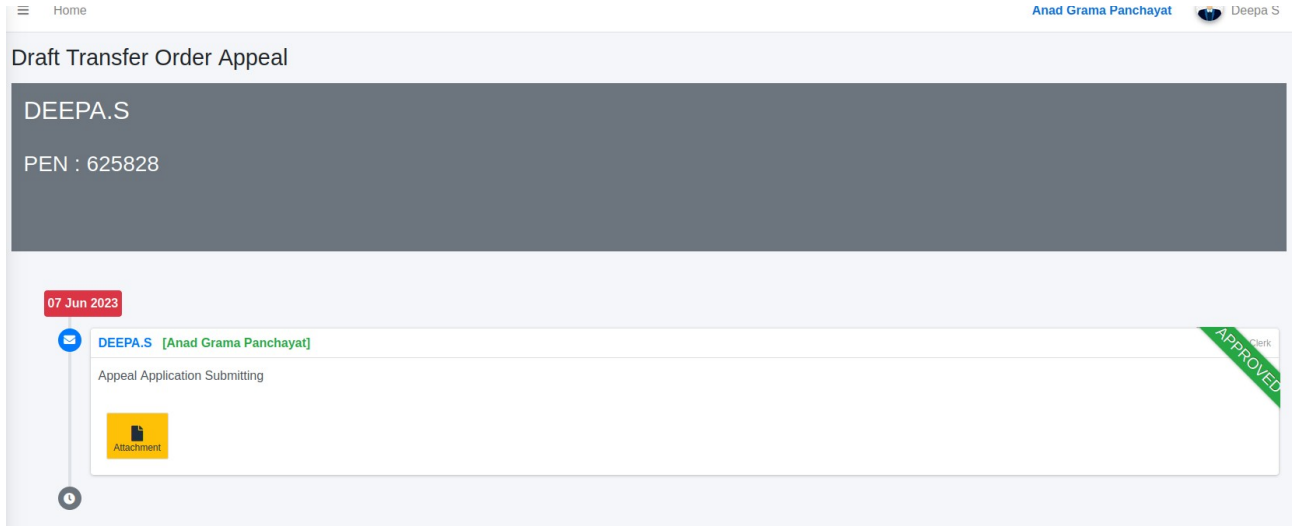 Home
Anad Grama Panchayat
Deepa S
Draft Transfer Order Appeal
DEEPA.S
PEN : 625828
07 Jun 2023
DEEPA.S [Anad Grama Panchayat]
Clerk
APPROVED
Appeal Application Submitting
Attachment